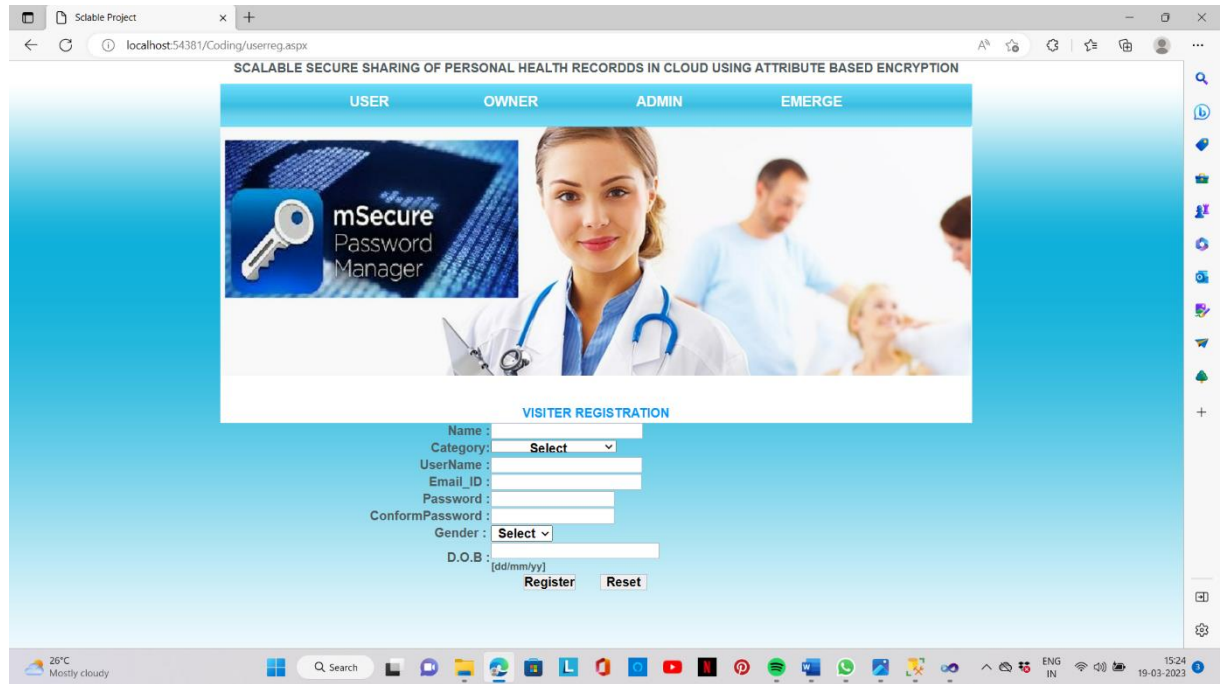 Sclable Project
localhost:54381/Coding/userreg.aspx
SCALABLE SECURE SHARING OF PERSONAL HEALTH RECORDDS IN CLOUD USING ATTRIBUTE BASED ENCRYPTION
USER OWNER ADMIN EMERGE
mSecure
Password
Manager
VISITER REGISTRATION
Name :
Category: Select
UserName :
Email_ID :
Password :
ConformPassword :
Gender : Select
D.O.B :
[dd/mm/yy]
Register Reset
26°C
Mostly cloudy
Search
ENG
IN
15:24
19-03-2023
3